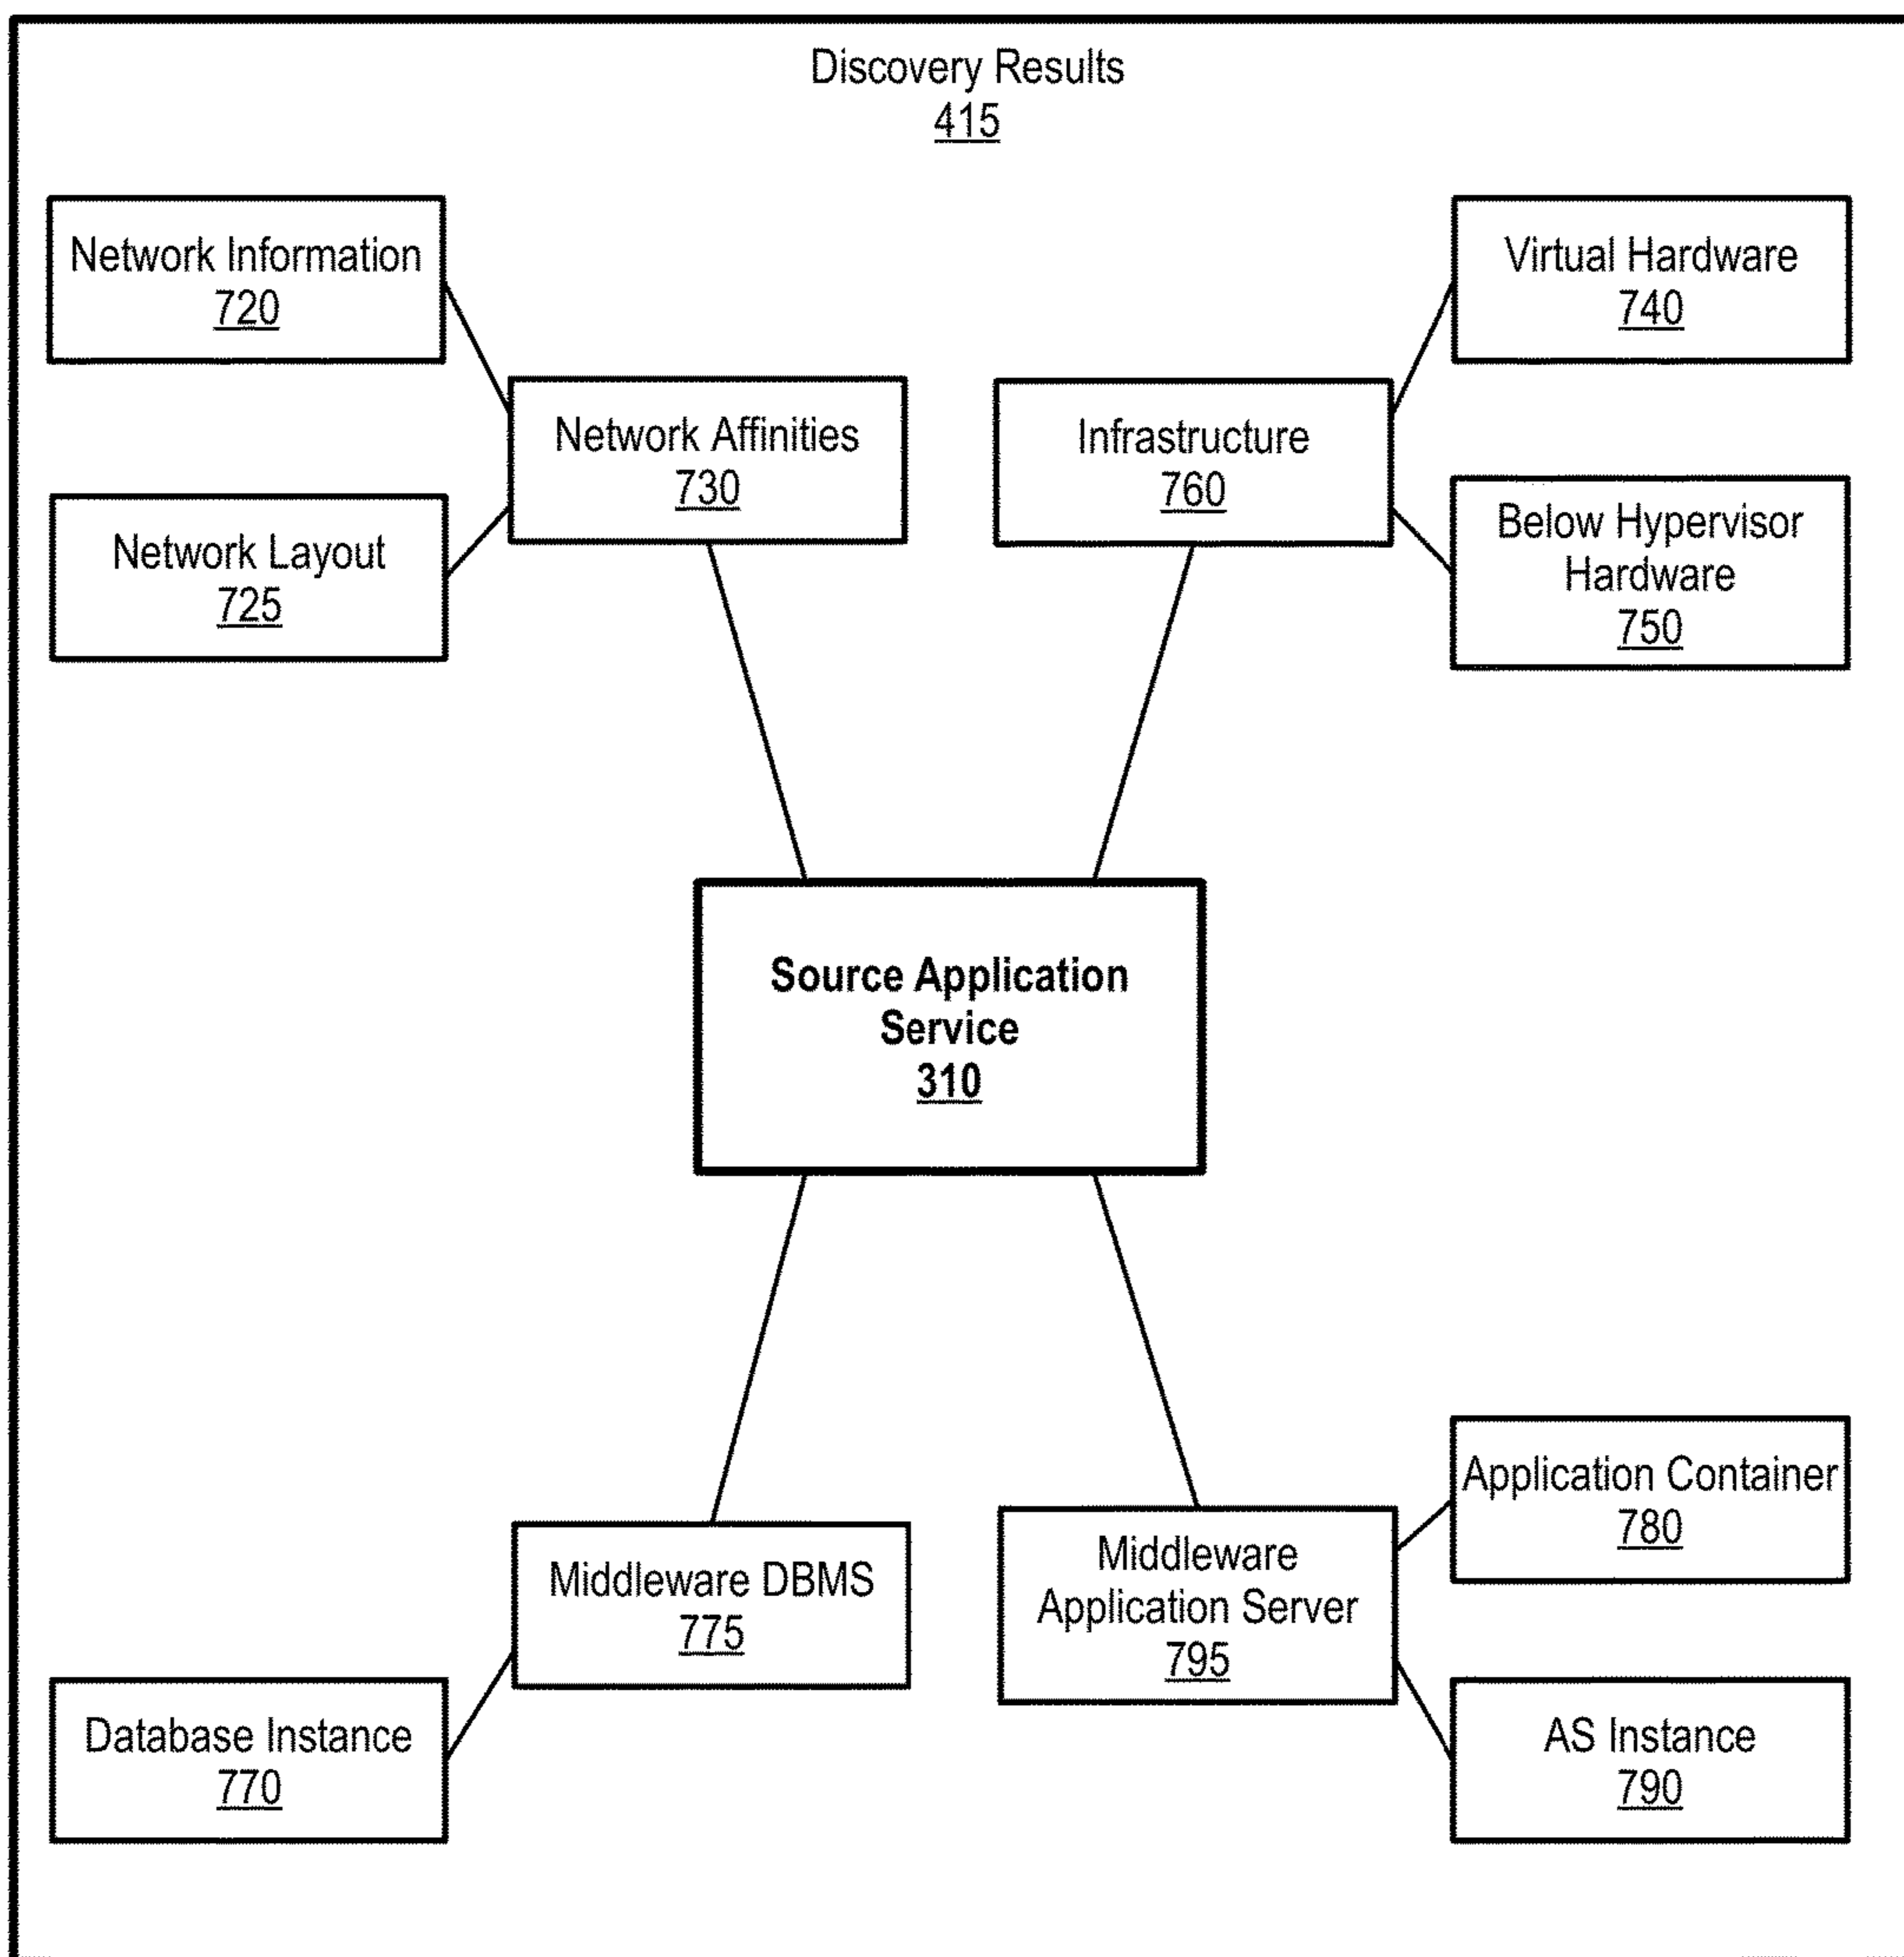 Discovery Results
415
Network Information
720
Virtual Hardware
740
Network Affinities
730
Infrastructure
760
Network Layout
725
Below Hypervisor
Hardware
750
Source Application
Service
310
Middleware DBMS
775
Middleware
Application Server
795
Application Container
780
Database Instance
770
AS Instance
790